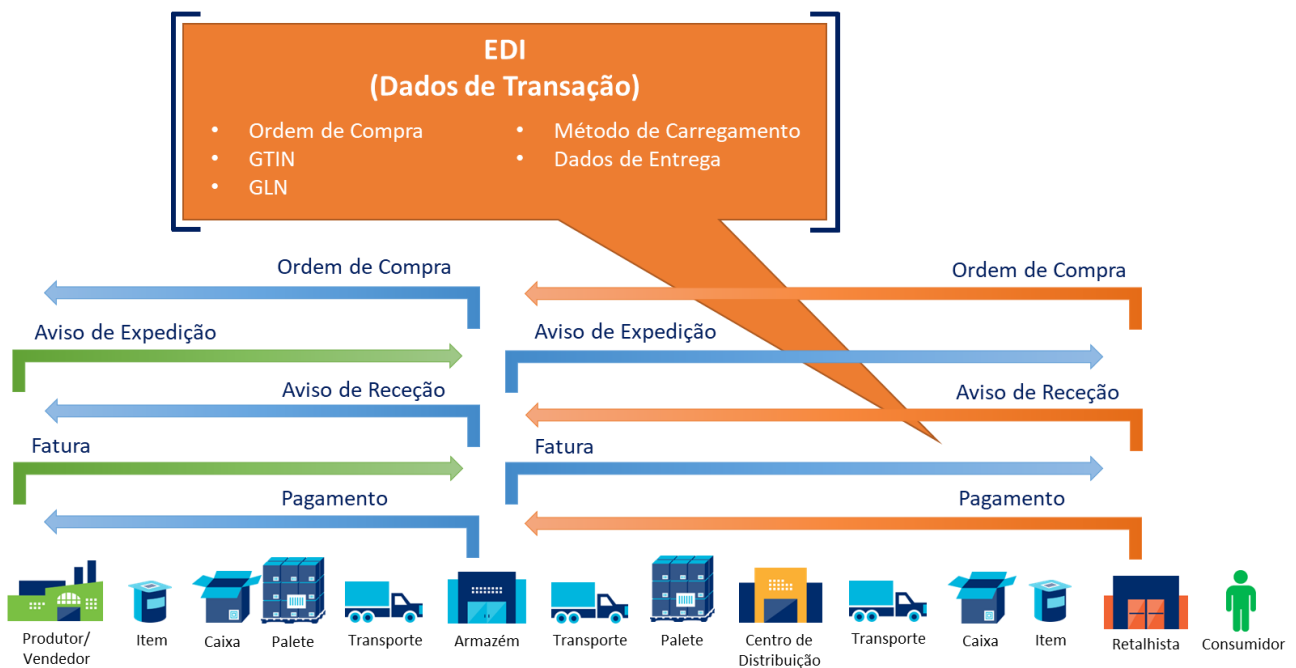 EDI
(Dados de Transação)
• Ordem de Compra
• GTIN
• GLN
• Método de Carregamento
• Dados de Entrega
Ordem de Compra
Ordem de Compra
Aviso de Expedição
Aviso de Expedição
Aviso de Receção
Aviso de Receção
Fatura
Fatura
Pagamento
Pagamento
Produtor/
Vendedor
Item
Caixa
Palete
Transporte
Armazém
Transporte
Palete
Centro de
Distribuição
Transporte
Caixa
Item
Retalhista
Consumidor